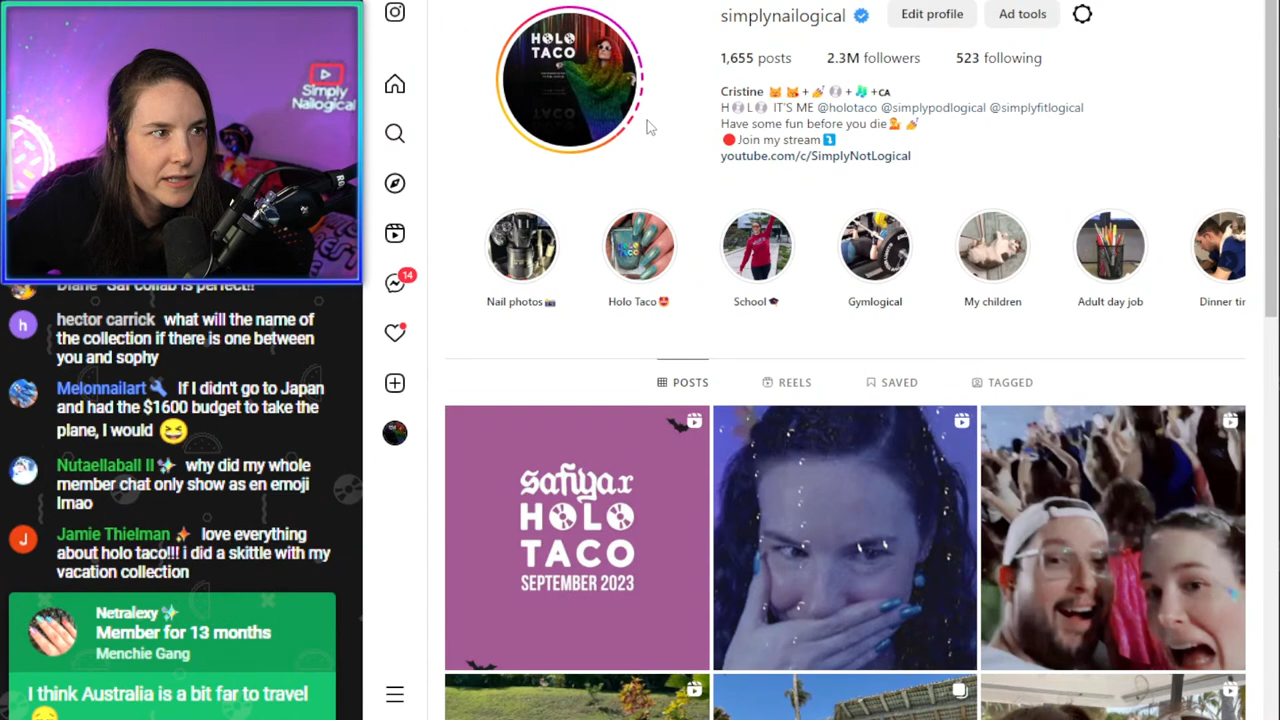 Simply
Nailogical
Diane Saf collab is perfect!!
h
hector carrick what will the name of
the collection if there is one between
you and sophy
Melonnailart If I didn't go to Japan
and had the $1600 budget to take the
plane, I would 😆
Nutaellaball II✨ why did my whole
member chat only show as en emoji
lmao
J
Jamie Thielman love everything
about holo taco!!! i did a skittle with my
vacation collection
Netralexy ✨
Member for 13 months
Menchie Gang
I think Australia is a bit far to travel
14
HOLO
TACO
simplynailogical
Edit profile
Ad tools
1,655 posts
2.3M followers
523 following
Cristine 🐱 😼 + 💅 💿 + 👯 +CA
H💿L💿 IT'S ME @holotaco @simplypodlogical @simplyfitlogical
Have some fun before you die💁 💅
🔴Join my stream⤵
youtube.com/c/SimplyNotLogical
HOLO
TACO
Nail photos📸
Holo Taco😍
School🎓
Gymlogical
My children
Adult day job
Dinner tir
POSTS
REELS
SAVED
TAGGED
safiya x
HOLO
TACO
SEPTEMBER 2023